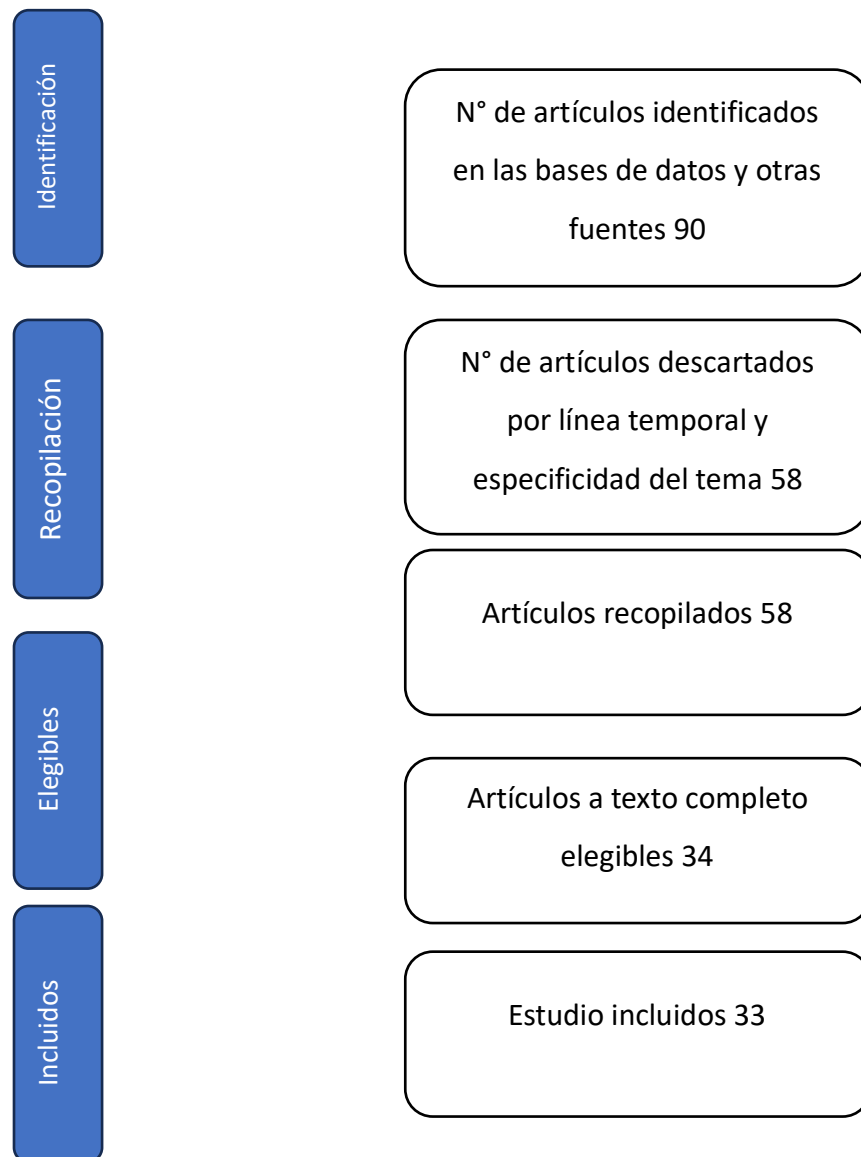 Identificación
N° de artículos identificados
en las bases de datos y otras
fuentes 90
Recopilación
N° de artículos descartados
por línea temporal y
especificidad del tema 58
Artículos recopilados 58
Elegibles
Artículos a texto completo
elegibles 34
Incluidos
Estudio incluidos 33